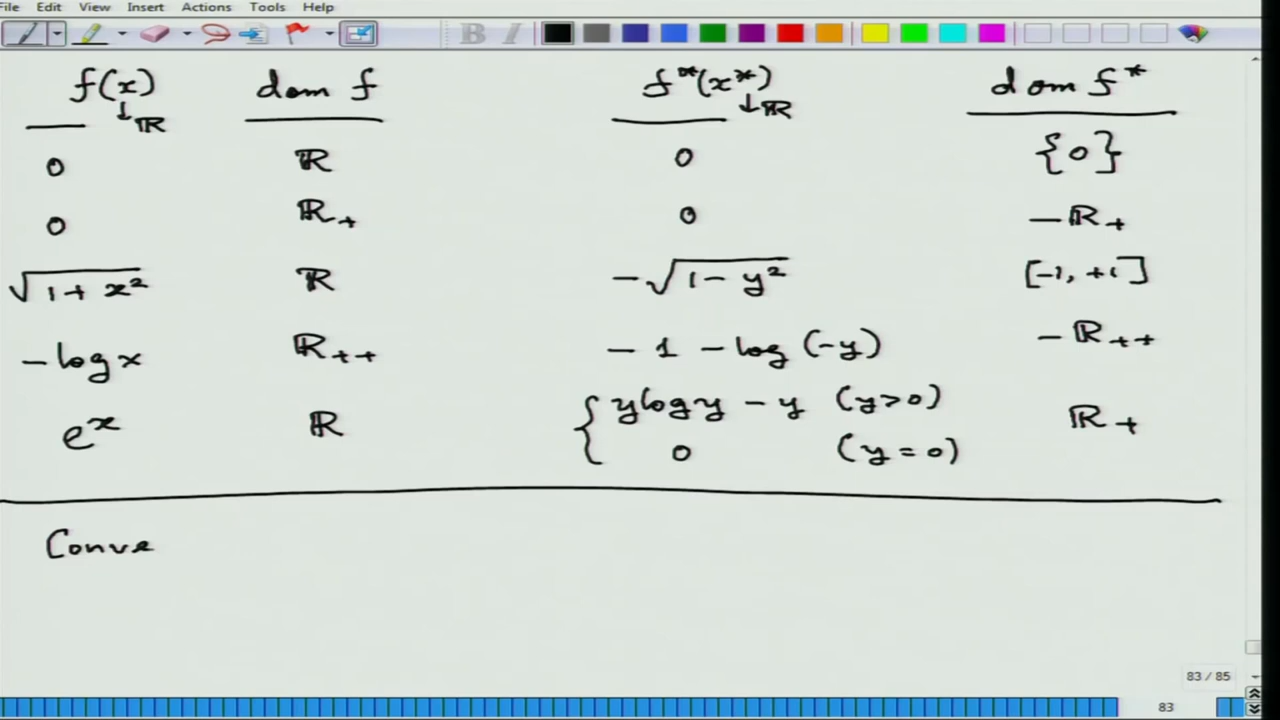 File Edit View Insert Actions Tools Help
B I
f(x) dom f f*(x*) dom f*
↓ℝ ↓ℝ
0 ℝ 0 {0}
0 ℝ₊ 0 -ℝ₊
√(1 + x²) ℝ -√(1 - y²) [-1, +1]
-log x ℝ₊₊ -1 - log (-y) -ℝ₊₊
eˣ ℝ { y log y - y (y>0) ℝ₊
0 (y = 0)
Conve
83 / 85
83